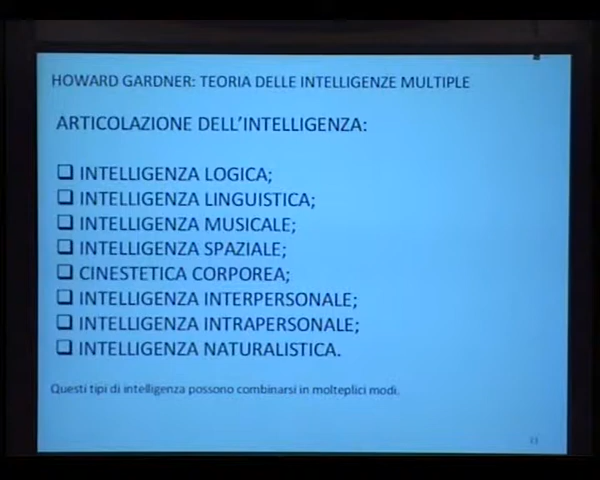 HOWARD GARDNER: TEORIA DELLE INTELLIGENZE MULTIPLE
ARTICOLAZIONE DELL'INTELLIGENZA:
❑ INTELLIGENZA LOGICA;
❑ INTELLIGENZA LINGUISTICA;
❑ INTELLIGENZA MUSICALE;
❑ INTELLIGENZA SPAZIALE;
❑ CINESTETICA CORPOREA;
❑ INTELLIGENZA INTERPERSONALE;
❑ INTELLIGENZA INTRAPERSONALE;
❑ INTELLIGENZA NATURALISTICA.
Questi tipi di intelligenza possono combinarsi in molteplici modi.